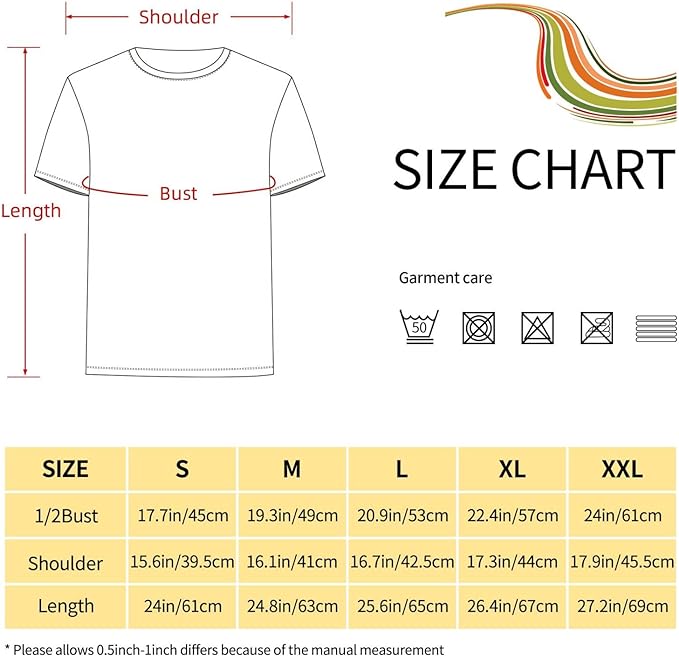 Shoulder
Bust
Length
SIZE CHART
Garment care
50
SIZE S M L XL XXL
1/2Bust 17.7in/45cm 19.3in/49cm 20.9in/53cm 22.4in/57cm 24in/61cm
Shoulder 15.6in/39.5cm 16.1in/41cm 16.7in/42.5cm 17.3in/44cm 17.9in/45.5cm
Length 24in/61cm 24.8in/63cm 25.6in/65cm 26.4in/67cm 27.2in/69cm
* Please allows 0.5inch-1inch differs because of the manual measurement